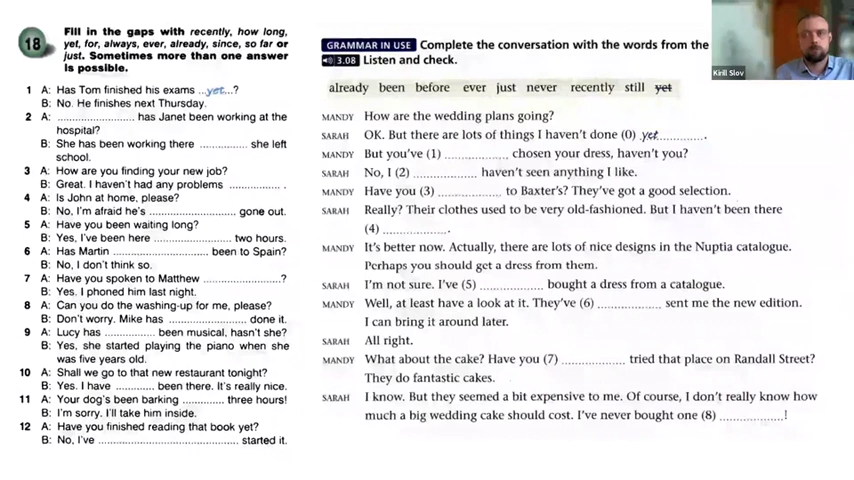 18
Fill in the gaps with recently, how long,
yet, for, always, ever, already, since, so far or
just. Sometimes more than one answer
is possible.
1 A: Has Tom finished his exams ...yet...?
B: No. He finishes next Thursday.
2 A: ........................ has Janet been working at the
hospital?
B: She has been working there ............... she left
school.
3 A: How are you finding your new job?
B: Great. I haven't had any problems ................ .
4 A: Is John at home, please?
B: No, I'm afraid he's ........................... gone out.
5 A: Have you been waiting long?
B: Yes, I've been here ........................ two hours.
6 A: Has Martin .............................. been to Spain?
B: No, I don't think so.
7 A: Have you spoken to Matthew ........................?
B: Yes. I phoned him last night.
8 A: Can you do the washing-up for me, please?
B: Don't worry. Mike has ........................ done it.
9 A: Lucy has ............... been musical, hasn't she?
B: Yes, she started playing the piano when she
was five years old.
10 A: Shall we go to that new restaurant tonight?
B: Yes. I have ............ been there. It's really nice.
11 A: Your dog's been barking ............ three hours!
B: I'm sorry. I'll take him inside.
12 A: Have you finished reading that book yet?
B: No, I've .......................................... started it.
GRAMMAR IN USE Complete the conversation with the words from the
3.08 Listen and check.
already been before ever just never recently still yet
MANDY How are the wedding plans going?
SARAH OK. But there are lots of things I haven't done (0) yet............. .
MANDY But you've (1) .................. chosen your dress, haven't you?
SARAH No, I (2) .................. haven't seen anything I like.
MANDY Have you (3) .................. to Baxter's? They've got a good selection.
SARAH Really? Their clothes used to be very old-fashioned. But I haven't been there
(4) .................. .
MANDY It's better now. Actually, there are lots of nice designs in the Nuptia catalogue.
Perhaps you should get a dress from them.
SARAH I'm not sure. I've (5) .................. bought a dress from a catalogue.
MANDY Well, at least have a look at it. They've (6) .................. sent me the new edition.
I can bring it around later.
SARAH All right.
MANDY What about the cake? Have you (7) .................. tried that place on Randall Street?
They do fantastic cakes.
SARAH I know. But they seemed a bit expensive to me. Of course, I don't really know how
much a big wedding cake should cost. I've never bought one (8) ..................!
Kirill Slov